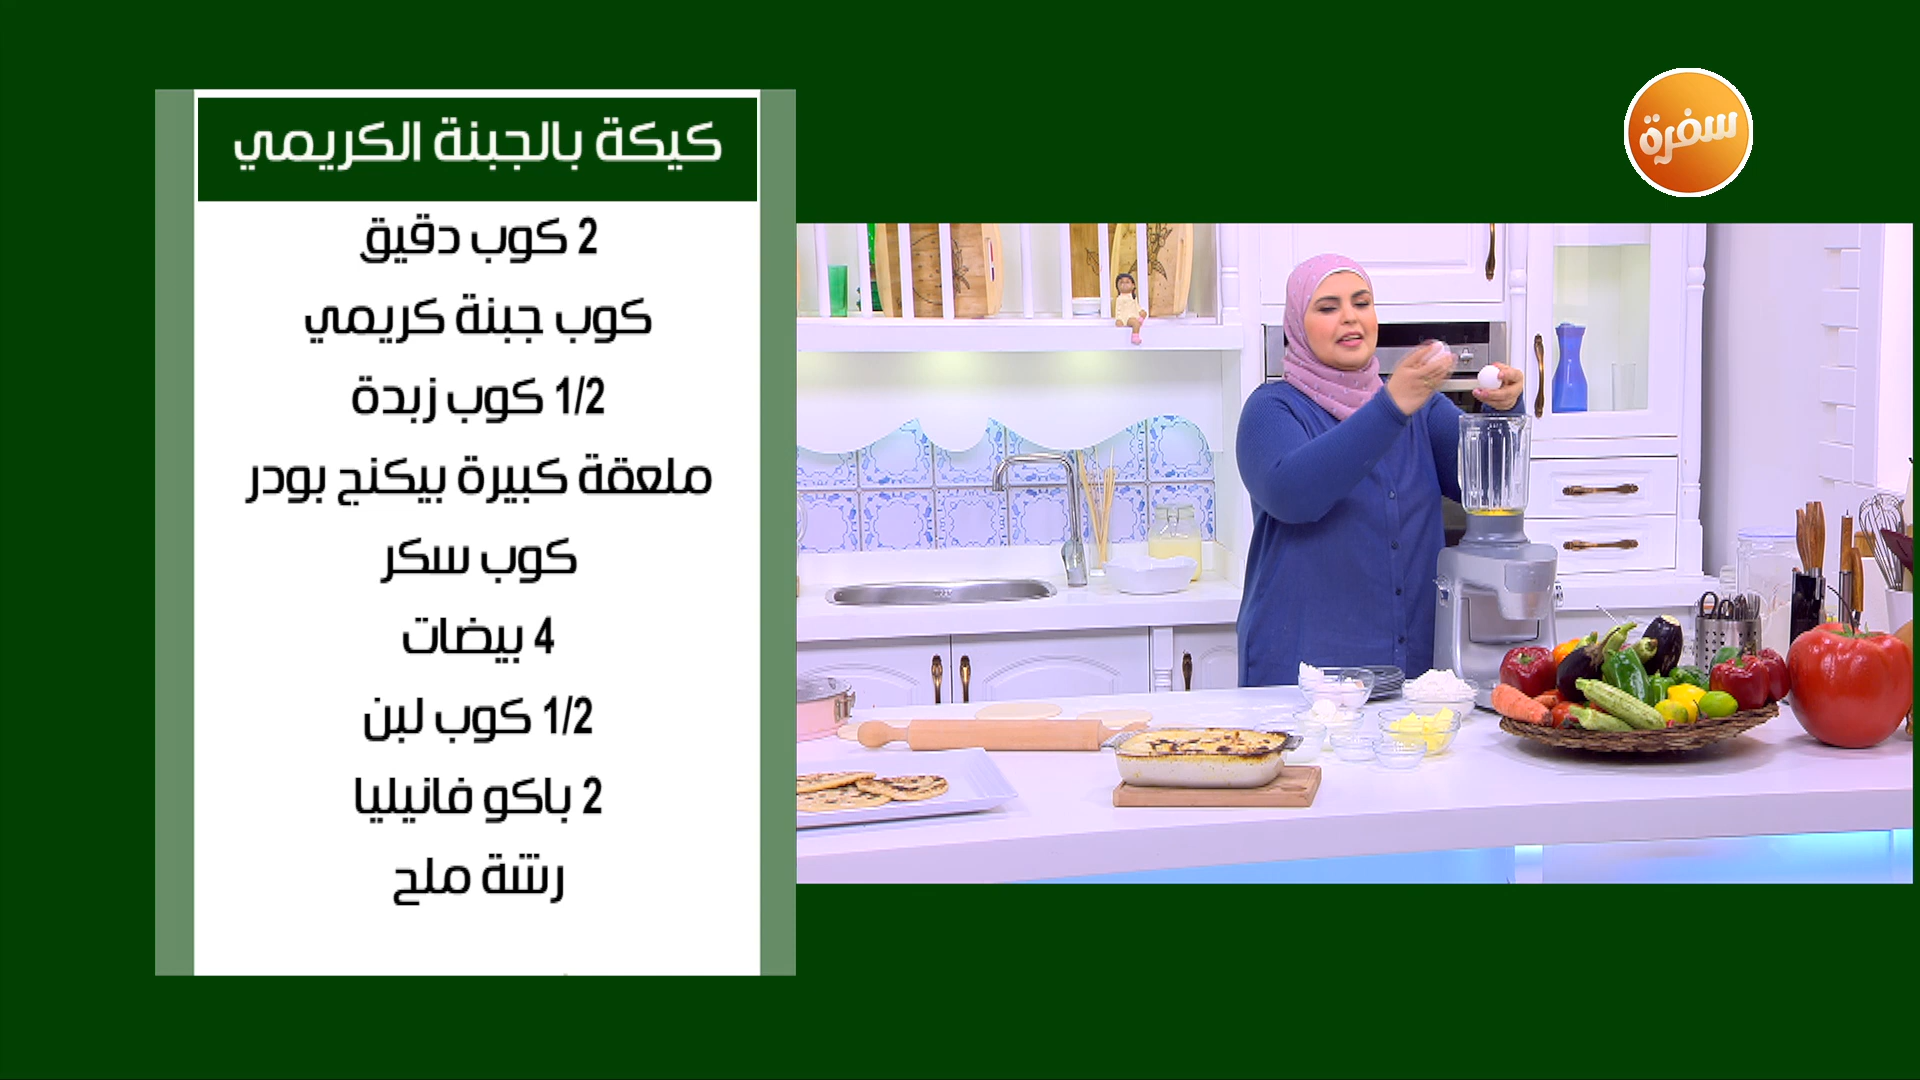 كيكة بالجبنة الكريمي
2 كوب دقيق
كوب جبنة كريمي
1/2 كوب زبدة
ملعقة كبيرة بيكنج بودر
كوب سكر
4 بيضات
1/2 كوب لبن
2 باكو فانيليا
رشة ملح
سفرة